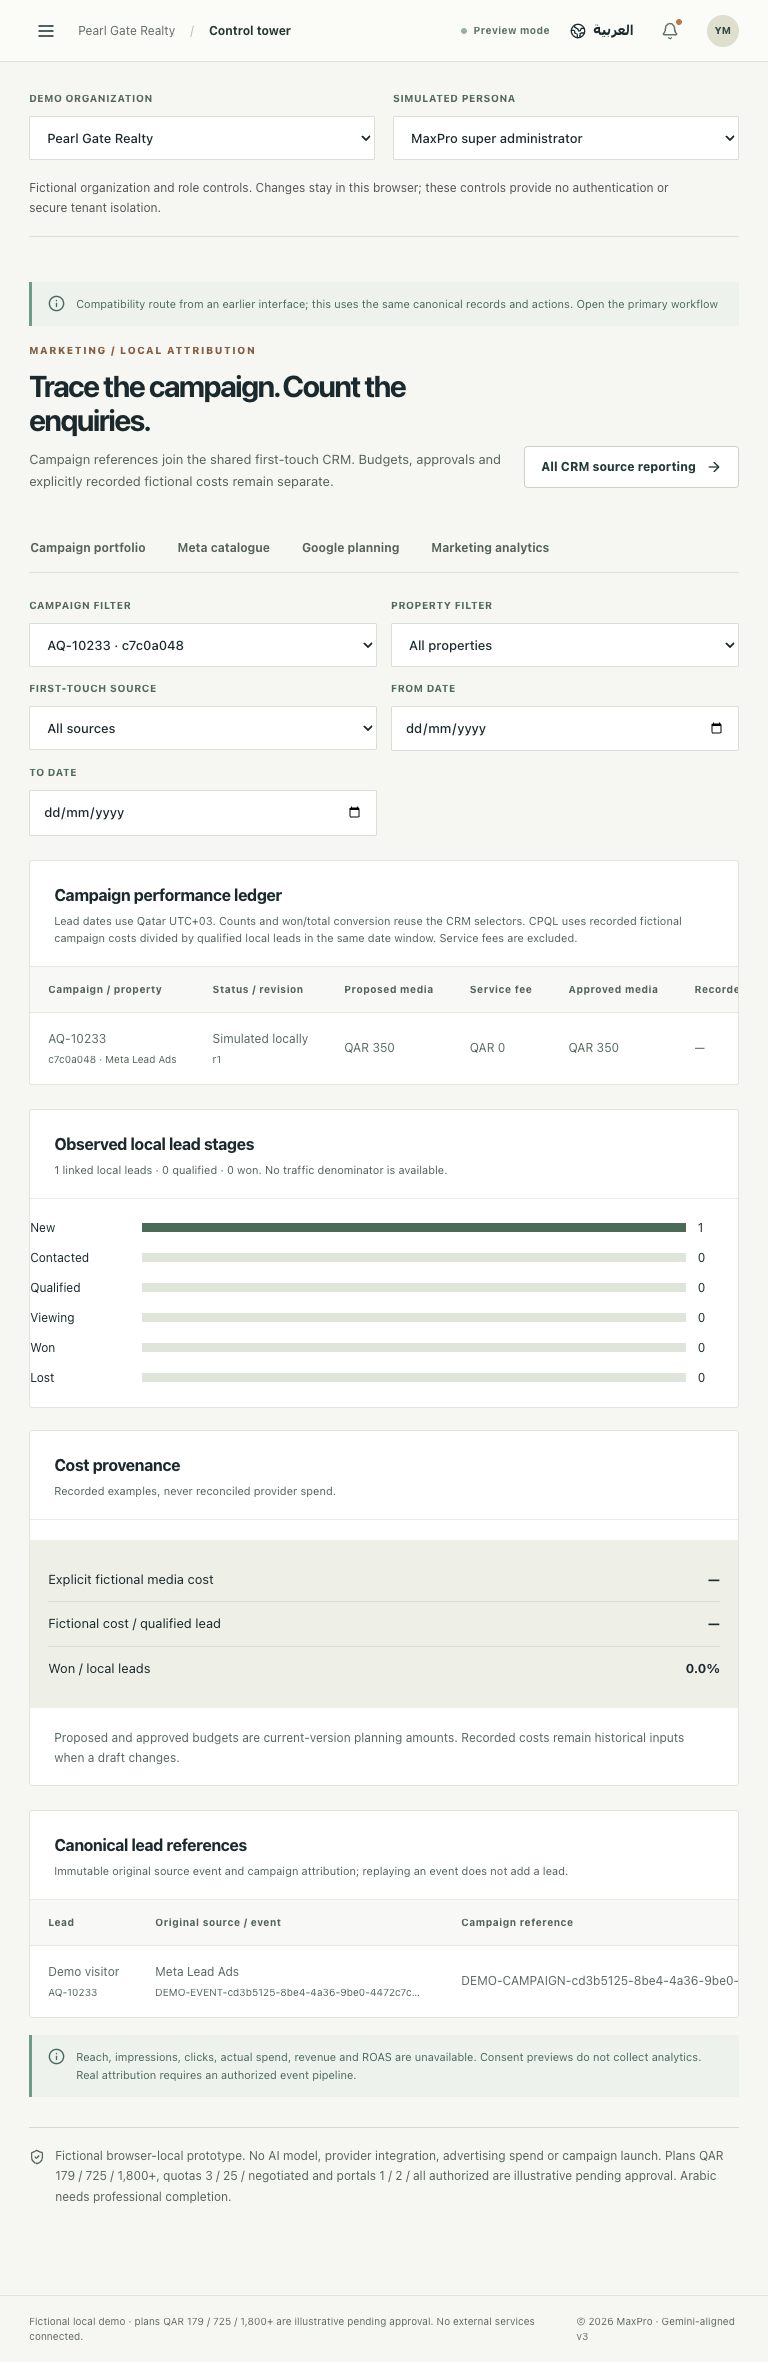 Pearl Gate Realty / Control tower
Preview mode
العربية
YM
DEMO ORGANIZATION
SIMULATED PERSONA
Pearl Gate Realty
MaxPro super administrator
Fictional organization and role controls. Changes stay in this browser; these controls provide no authentication or
secure tenant isolation.
Compatibility route from an earlier interface; this uses the same canonical records and actions. Open the primary workflow
MARKETING / LOCAL ATTRIBUTION
Trace the campaign. Count the
enquiries.
Campaign references join the shared first-touch CRM. Budgets, approvals and
explicitly recorded fictional costs remain separate.
All CRM source reporting
Campaign portfolio
Meta catalogue
Google planning
Marketing analytics
CAMPAIGN FILTER
PROPERTY FILTER
AQ-10233 · c7c0a048
All properties
FIRST-TOUCH SOURCE
FROM DATE
All sources
dd/mm/yyyy
TO DATE
dd/mm/yyyy
Campaign performance ledger
Lead dates use Qatar UTC+03. Counts and won/total conversion reuse the CRM selectors. CPQL uses recorded fictional
campaign costs divided by qualified local leads in the same date window. Service fees are excluded.
Campaign / property
Status / revision
Proposed media
Service fee
Approved media
Recorde
AQ-10233
c7c0a048 · Meta Lead Ads
Simulated locally
r1
QAR 350
QAR 0
QAR 350
—
Observed local lead stages
1 linked local leads · 0 qualified · 0 won. No traffic denominator is available.
New 1
Contacted 0
Qualified 0
Viewing 0
Won 0
Lost 0
Cost provenance
Recorded examples, never reconciled provider spend.
Explicit fictional media cost —
Fictional cost / qualified lead —
Won / local leads 0.0%
Proposed and approved budgets are current-version planning amounts. Recorded costs remain historical inputs
when a draft changes.
Canonical lead references
Immutable original source event and campaign attribution; replaying an event does not add a lead.
Lead
Original source / event
Campaign reference
Demo visitor
AQ-10233
Meta Lead Ads
DEMO-EVENT-cd3b5125-8be4-4a36-9be0-4472c7c...
DEMO-CAMPAIGN-cd3b5125-8be4-4a36-9be0-
Reach, impressions, clicks, actual spend, revenue and ROAS are unavailable. Consent previews do not collect analytics.
Real attribution requires an authorized event pipeline.
Fictional browser-local prototype. No AI model, provider integration, advertising spend or campaign launch. Plans QAR
179 / 725 / 1,800+, quotas 3 / 25 / negotiated and portals 1 / 2 / all authorized are illustrative pending approval. Arabic
needs professional completion.
Fictional local demo · plans QAR 179 / 725 / 1,800+ are illustrative pending approval. No external services
connected.
© 2026 MaxPro · Gemini-aligned
v3